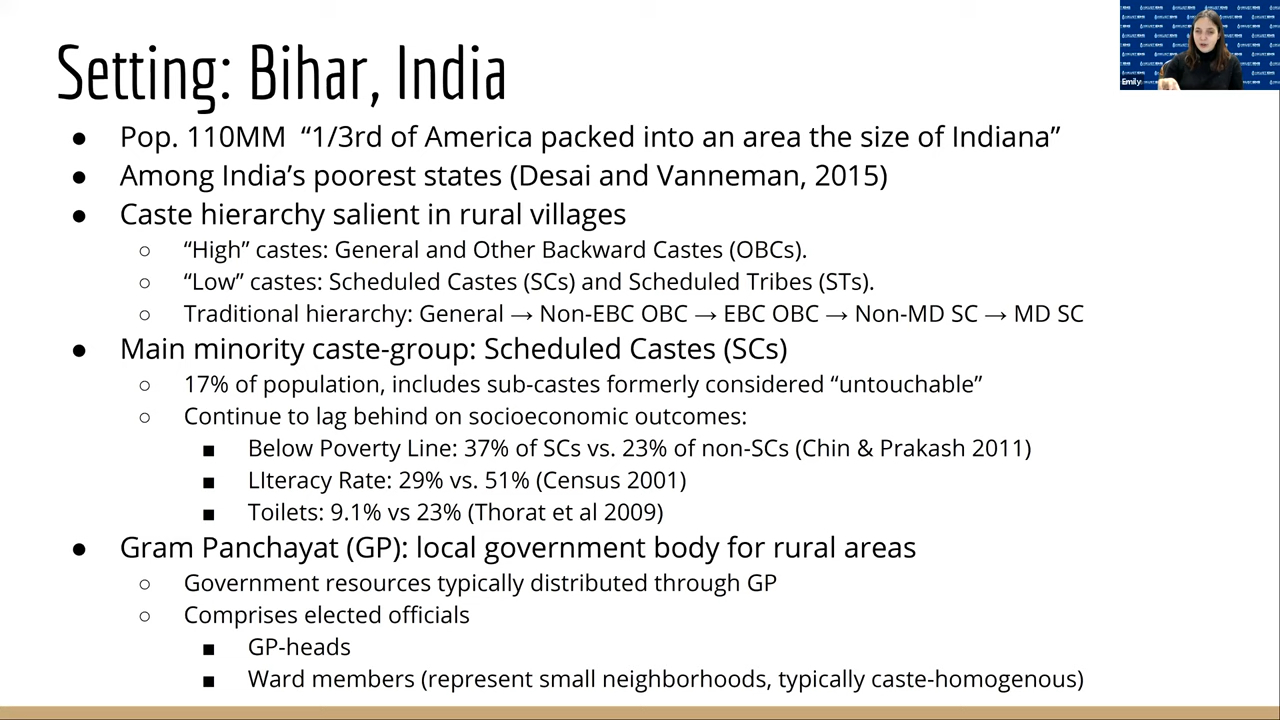 Setting: Bihar, India
Emily
● Pop. 110MM “1/3rd of America packed into an area the size of Indiana”
● Among India’s poorest states (Desai and Vanneman, 2015)
● Caste hierarchy salient in rural villages
○ “High” castes: General and Other Backward Castes (OBCs).
○ “Low” castes: Scheduled Castes (SCs) and Scheduled Tribes (STs).
○ Traditional hierarchy: General → Non-EBC OBC → EBC OBC → Non-MD SC → MD SC
● Main minority caste-group: Scheduled Castes (SCs)
○ 17% of population, includes sub-castes formerly considered “untouchable”
○ Continue to lag behind on socioeconomic outcomes:
■ Below Poverty Line: 37% of SCs vs. 23% of non-SCs (Chin & Prakash 2011)
■ LIteracy Rate: 29% vs. 51% (Census 2001)
■ Toilets: 9.1% vs 23% (Thorat et al 2009)
● Gram Panchayat (GP): local government body for rural areas
○ Government resources typically distributed through GP
○ Comprises elected officials
■ GP-heads
■ Ward members (represent small neighborhoods, typically caste-homogenous)